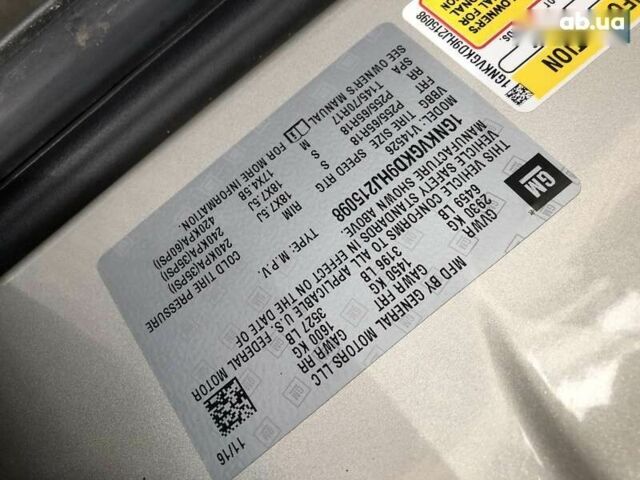 ab.ua
OWNER'S
1GNKVGKD9HJ215098
GM
MFD BY GENERAL MOTORS LLC
GVWR GAWR FRT GAWR RR
2930 KG 1450 KG 1600 KG
6459 LB 3196 LB 3527 LB
THIS VEHICLE CONFORMS TO ALL APPLICABLE U.S. FEDERAL MOTOR
VEHICLE SAFETY STANDARDS IN EFFECT ON THE DATE OF
MANUFACTURE SHOWN ABOVE.
11/16
1GNKVGKD9HJ215098 TYPE: M.P.V.
MODEL: V14526
TIRE SIZE SPEED RTG RIM COLD TIRE PRESSURE
FRT P255/65R18 S 18X7.5J 240KPA(35PSI)
RR P255/65R18 S 18X7.5J 240KPA(35PSI)
SPA T145/70R17 M 17X4.5B 420KPA(60PSI)
SEE OWNER'S MANUAL FOR MORE INFORMATION.